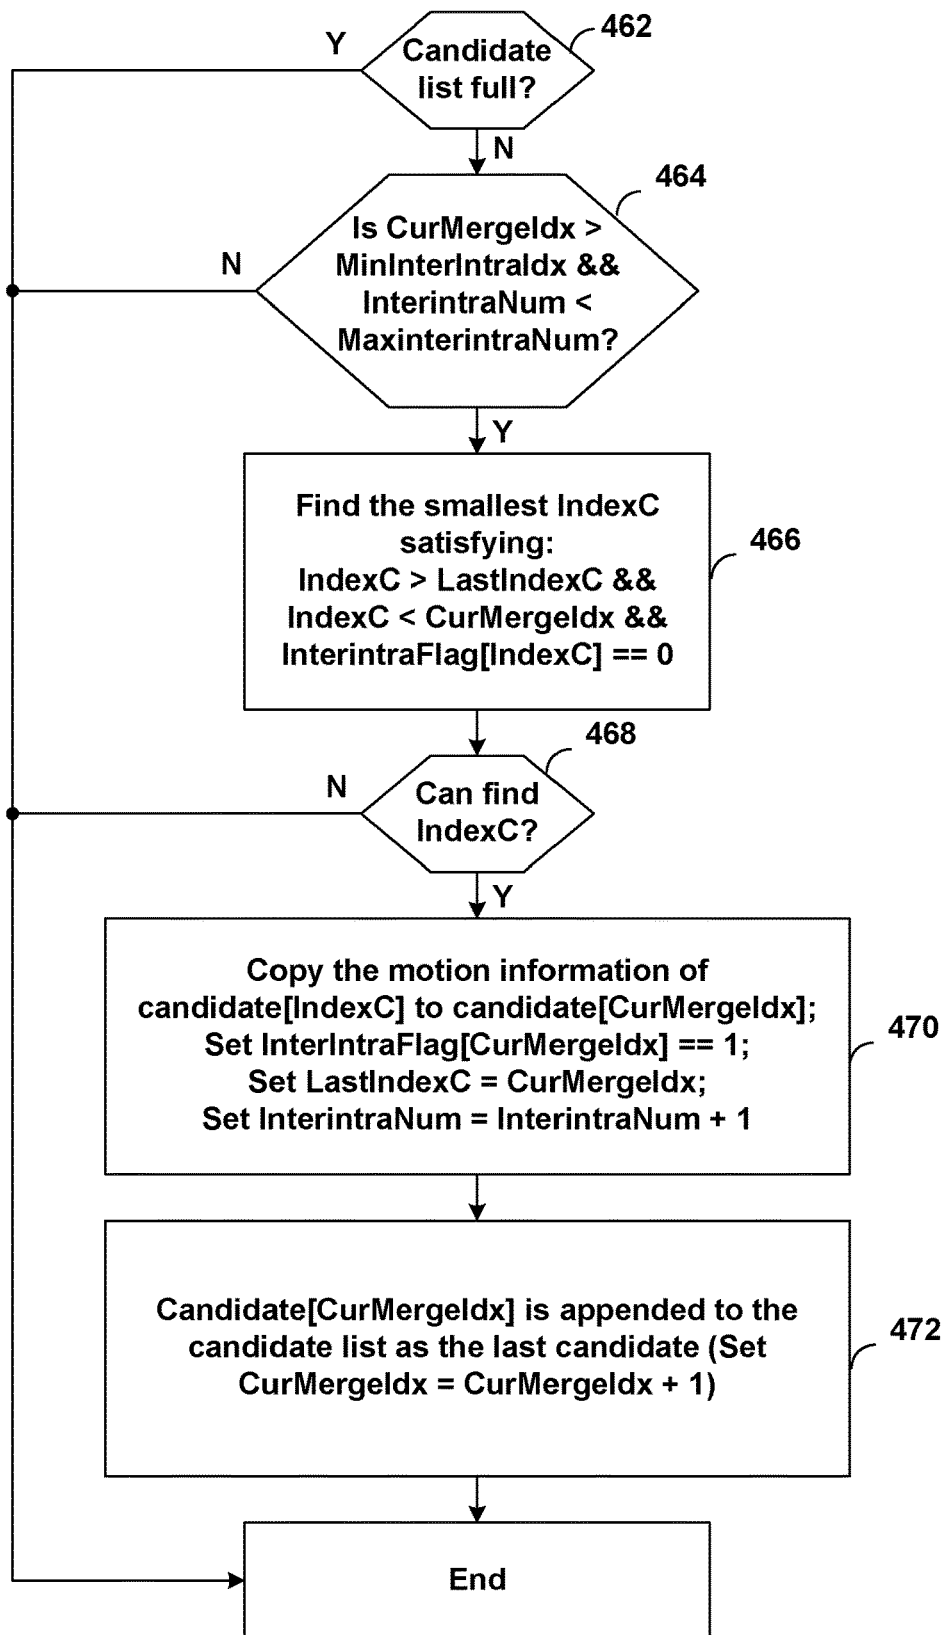 462
Y
Candidate
list full?
N
464
Is CurMergeIdx >
MinInterIntraIdx &&
InterintraNum <
MaxinterintraNum?
N
Y
Find the smallest IndexC
satisfying:
IndexC > LastIndexC &&
IndexC < CurMergeIdx &&
InterintraFlag[IndexC] == 0
466
468
N
Can find
IndexC?
Y
Copy the motion information of
candidate[IndexC] to candidate[CurMergeIdx];
Set InterIntraFlag[CurMergeIdx] == 1;
Set LastIndexC = CurMergeIdx;
Set InterintraNum = InterintraNum + 1
470
Candidate[CurMergeIdx] is appended to the
candidate list as the last candidate (Set
CurMergeIdx = CurMergeIdx + 1)
472
End